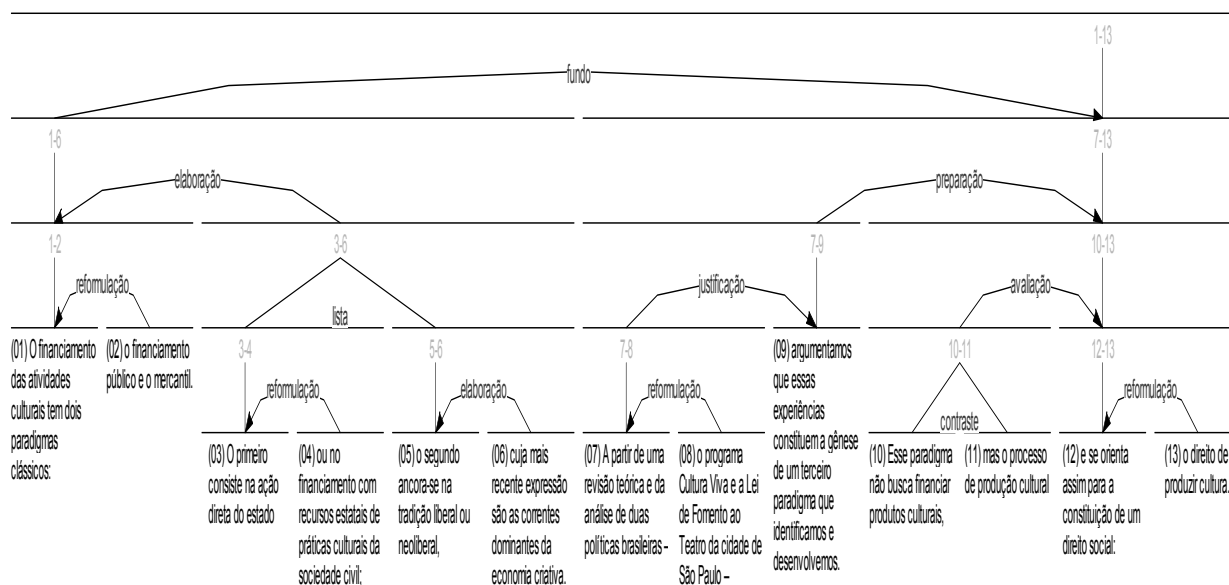 1-13
fundo
1-6
7-13
elaboração
preparação
1-2
3-6
7-9
10-13
reformulação
justificação
avaliação
lista
(01) O financiamento
das atividades
culturais tem dois
paradigmas
clássicos:
(02) o financiamento
público e o mercantil.
3-4
reformulação
(03) O primeiro
consiste na ação
direta do estado
(04) ou no
financiamento com
recursos estatais de
práticas culturais da
sociedade civil;
5-6
elaboração
(05) o segundo
ancora-se na
tradição liberal ou
neoliberal,
(06) cuja mais
recente expressão
são as correntes
dominantes da
economia criativa.
7-8
reformulação
(07) A partir de uma
revisão teórica e da
análise de duas
políticas brasileiras –
(08) o programa
Cultura Viva e a Lei
de Fomento ao
Teatro da cidade de
São Paulo –
(09) argumentamos
que essas
experiências
constituem a gênese
de um terceiro
paradigma que
identificamos e
desenvolvemos.
10-11
contraste
(10) Esse paradigma
não busca financiar
produtos culturais,
(11) mas o processo
de produção cultural
12-13
reformulação
(12) e se orienta
assim para a
constituição de um
direito social:
(13) o direito de
produzir cultura.